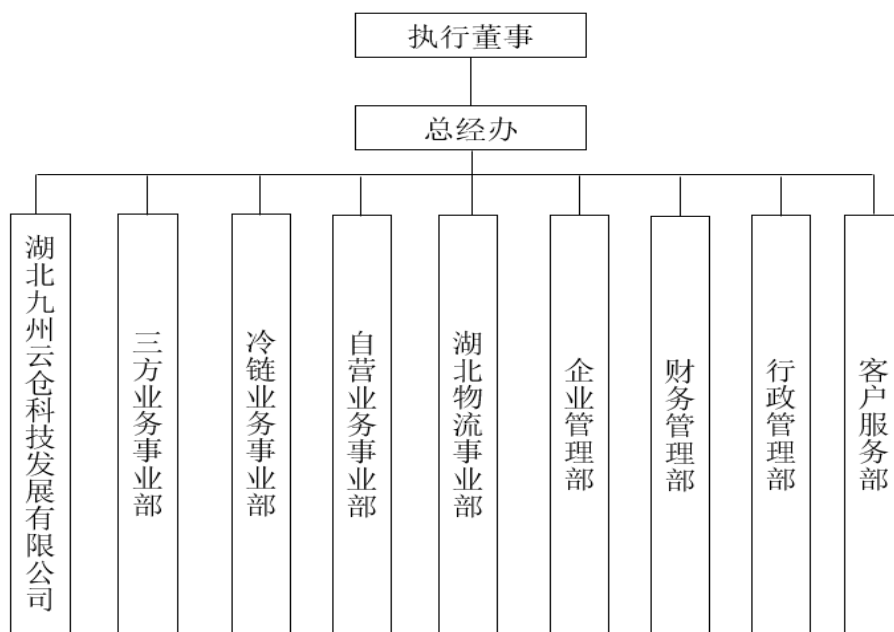 执行董事
总经办
湖北九州云仓科技发展有限公司
三方业务事业部
冷链业务事业部
自营业务事业部
湖北物流事业部
企业管理部
财务管理部
行政管理部
客户服务部